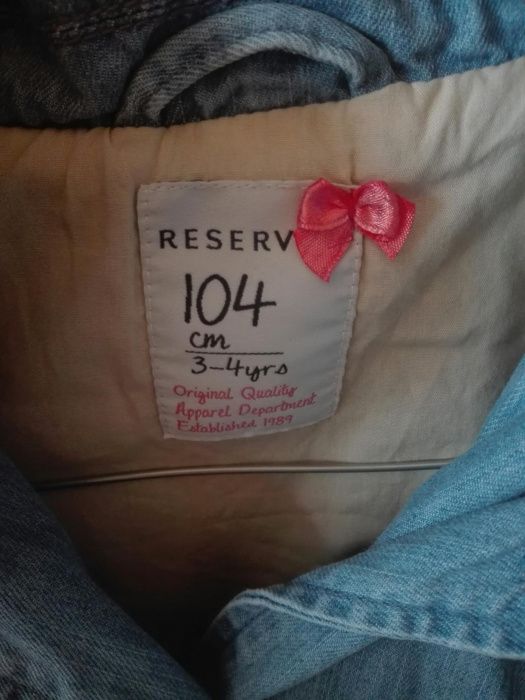 RESERV
104
cm
3-4yrs
Original Quality
Apparel Department
Established 1989